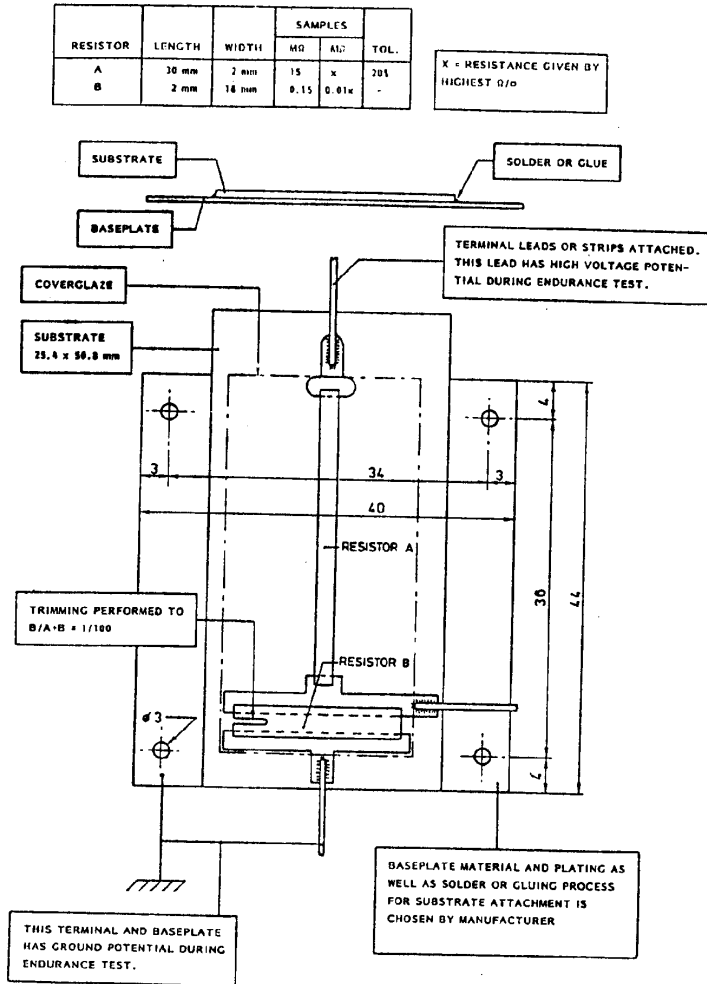 SAMPLES
RESISTOR LENGTH WIDTH MΩ MΩ TOL.
A 30 mm 2 mm 15 x 20%
B 2 mm 18 mm 0.15 0.01x -
X = RESISTANCE GIVEN BY
HIGHEST Ω/□
SUBSTRATE
SOLDER OR GLUE
BASEPLATE
TERMINAL LEADS OR STRIPS ATTACHED.
THIS LEAD HAS HIGH VOLTAGE POTEN-
TIAL DURING ENDURANCE TEST.
COVERGLAZE
SUBSTRATE
25.4 x 50.8 mm
4
3 34 3
40
RESISTOR A
36
44
TRIMMING PERFORMED TO
B/A+B = 1/100
RESISTOR B
ø 3
4
BASEPLATE MATERIAL AND PLATING AS
WELL AS SOLDER OR GLUING PROCESS
FOR SUBSTRATE ATTACHMENT IS
CHOSEN BY MANUFACTURER
THIS TERMINAL AND BASEPLATE
HAS GROUND POTENTIAL DURING
ENDURANCE TEST.